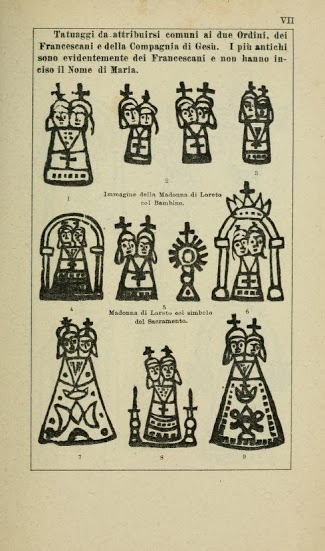 VII
Tatuaggi da attribuirsi comuni ai due Ordini, dei
Francescani e della Compagnia di Gesù. I più antichi
sono evidentemente dei Francescani e non hanno in-
ciso il Nome di Maria.
1
2
3
Immagine della Madonna di Loreto
col Bambino.
4
5
6
Madonna di Loreto col simbolo
del Sacramento.
7
8
9